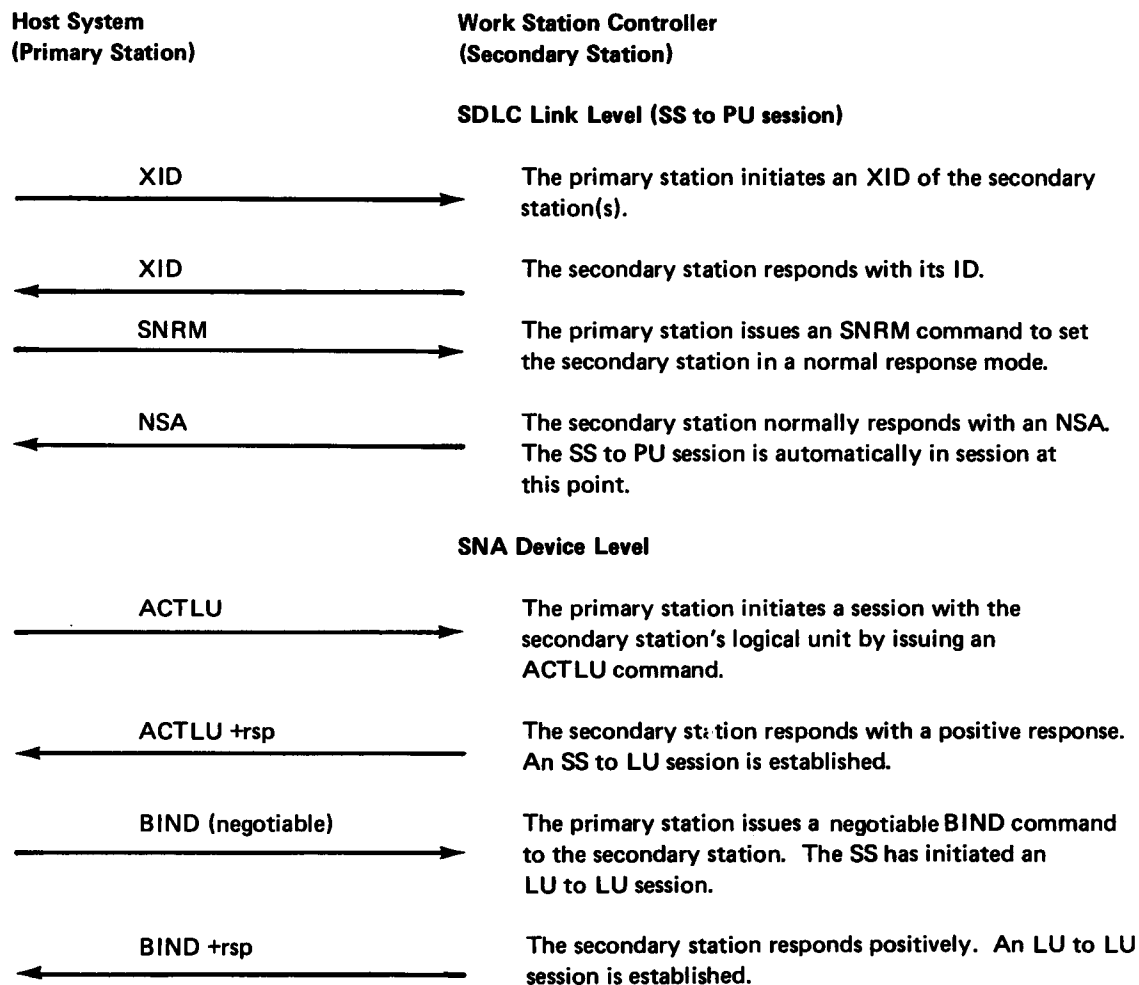 Host System
(Primary Station)
Work Station Controller
(Secondary Station)
SDLC Link Level (SS to PU session)
XID
The primary station initiates an XID of the secondary
station(s).
XID
The secondary station responds with its ID.
SNRM
The primary station issues an SNRM command to set
the secondary station in a normal response mode.
NSA
The secondary station normally responds with an NSA.
The SS to PU session is automatically in session at
this point.
SNA Device Level
ACTLU
The primary station initiates a session with the
secondary station's logical unit by issuing an
ACTLU command.
ACTLU +rsp
The secondary station responds with a positive response.
An SS to LU session is established.
BIND (negotiable)
The primary station issues a negotiable BIND command
to the secondary station. The SS has initiated an
LU to LU session.
BIND +rsp
The secondary station responds positively. An LU to LU
session is established.